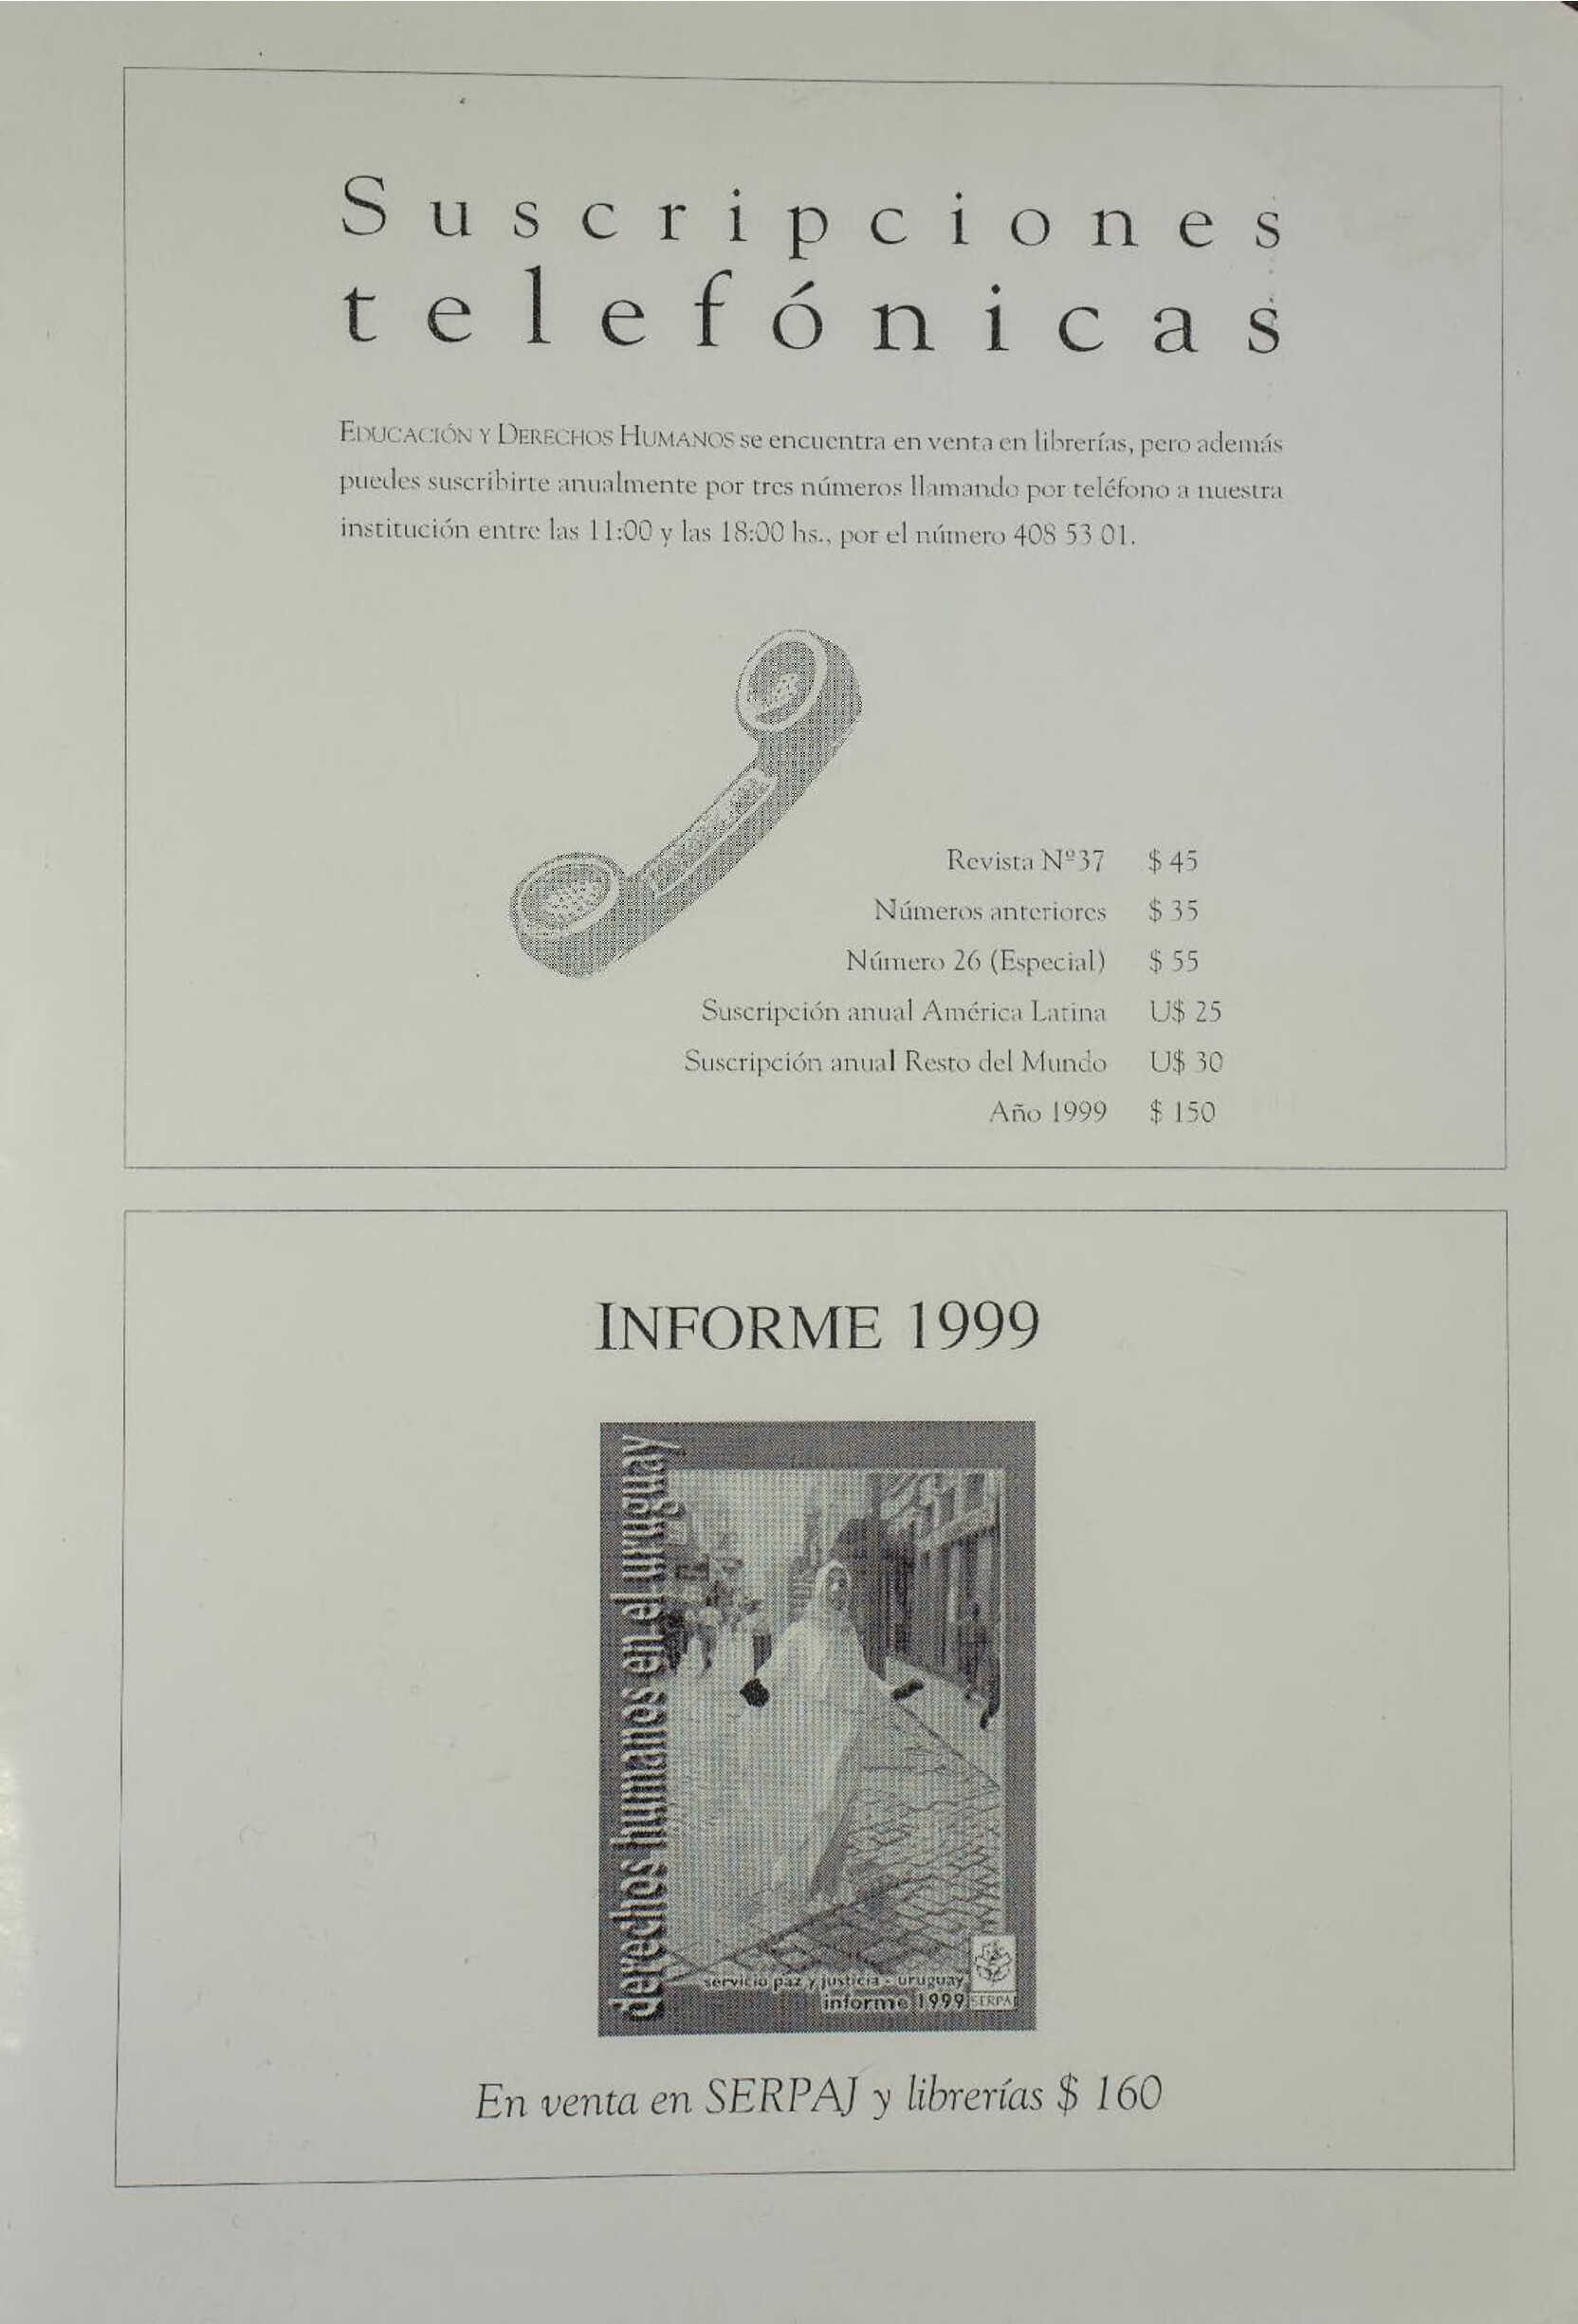 Suscripciones
telefónicas
EDUCACIÓN Y DERECHOS HUMANOS se encuentra en venta en librerías, pero además
puedes suscribirte anualmente por tres números llamando por teléfono a nuestra
institución entre las 11:00 y las 18:00 hs., por el número 408 53 01.
Revista Nº37 $ 45
Números anteriores $ 35
Número 26 (Especial) $ 55
Suscripción anual América Latina U$ 25
Suscripción anual Resto del Mundo U$ 30
Año 1999 $ 150
INFORME 1999
derechos humanos en el uruguay
servicio paz y justicia - uruguay
informe 1999
SERPAJ
En venta en SERPAJ y librerías $ 160